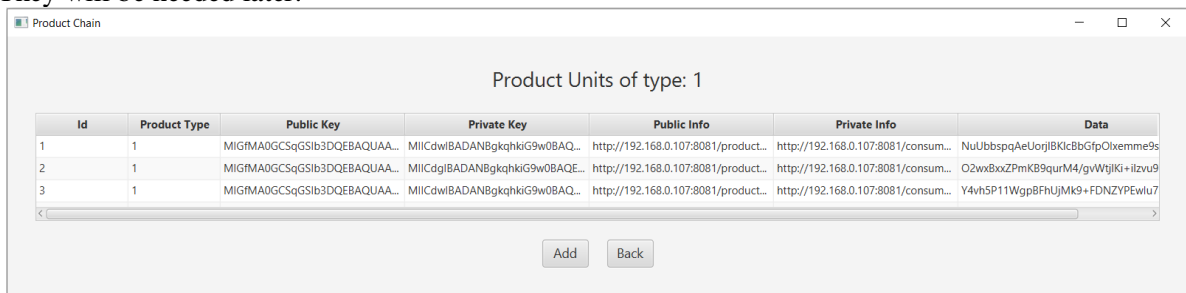 They will be needed later.
Product Chain
Product Units of type: 1
Id Product Type Public Key Private Key Public Info Private Info Data
1 1 MIGfMA0GCSqGSIb3DQEBAQUAA... MIICdwIBADANBgkqhkiG9w0BAQ... http://192.168.0.107:8081/product... http://192.168.0.107:8081/consum... NuUbbspqAeUorjIBKIcBbGfpOlxemme9s
2 1 MIGfMA0GCSqGSIb3DQEBAQUAA... MIICdgIBADANBgkqhkiG9w0BAQE... http://192.168.0.107:8081/product... http://192.168.0.107:8081/consum... O2wxBxxZPmKB9qurM4/gvWtjlKi+iIzvu9
3 1 MIGfMA0GCSqGSIb3DQEBAQUAA... MIICdwIBADANBgkqhkiG9w0BAQ... http://192.168.0.107:8081/product... http://192.168.0.107:8081/consum... Y4vh5P11WgpBFhUjMk9+FDNZYPEwlu7
Add Back